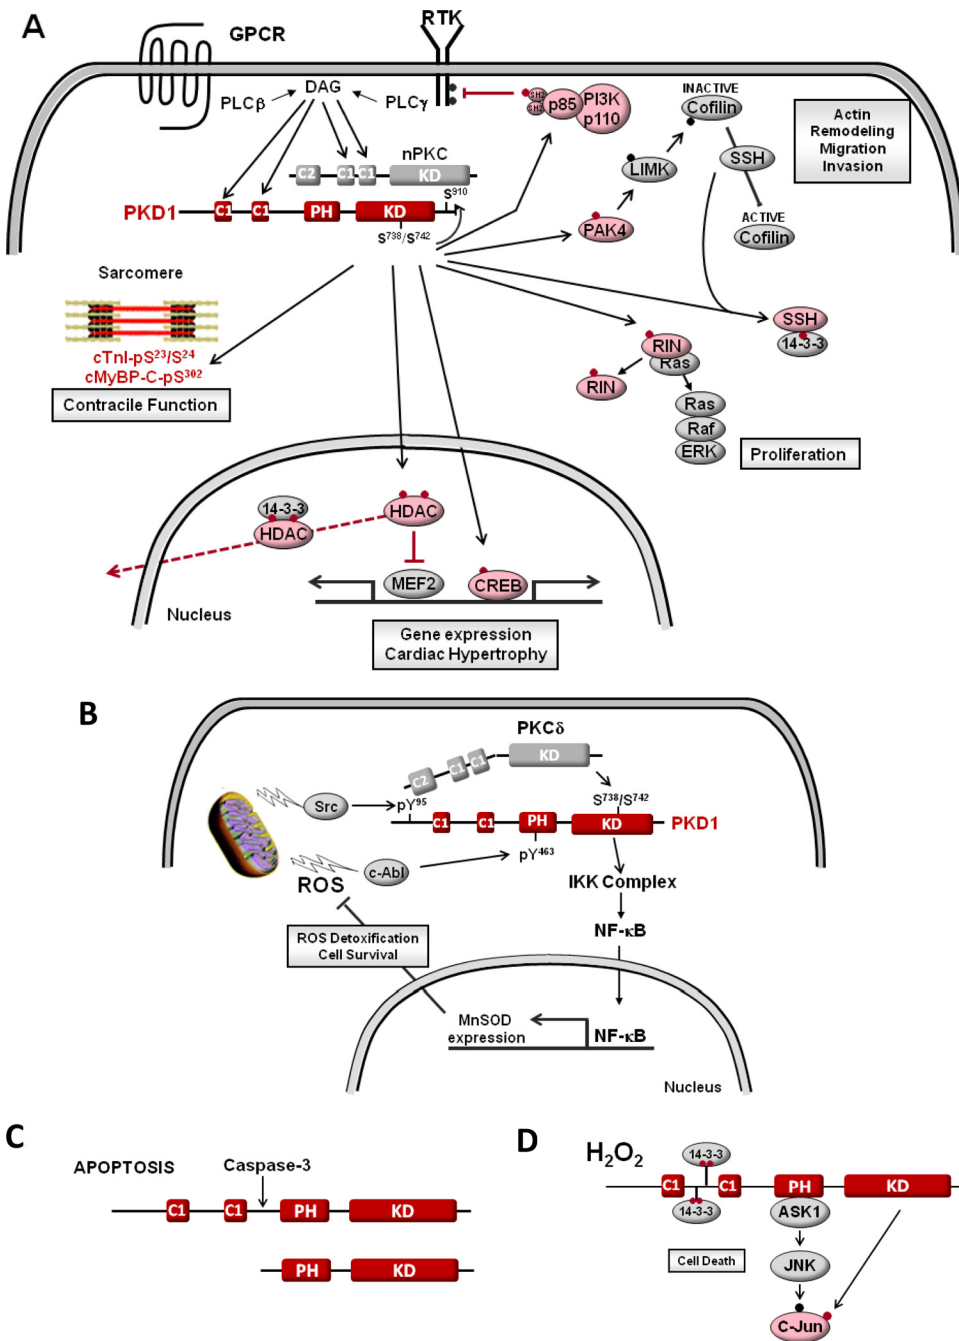 A
GPCR
RTK
DAG
PLCβ
PLCγ
SH2
SH2
p85
PI3K
p110
INACTIVE
Cofilin
LIMK
SSH
ACTIVE
Cofilin
PAK4
Actin
Remodeling
Migration
Invasion
nPKC
C2
C1
C1
KD
S910
PKD1
C1
C1
PH
KD
S738/S742
Sarcomere
cTnI-pS23/S24
cMyBP-C-pS302
Contracile Function
SSH
14-3-3
RIN
Ras
RIN
Ras
Raf
ERK
Proliferation
14-3-3
HDAC
HDAC
MEF2
CREB
Nucleus
Gene expression
Cardiac Hypertrophy
B
PKCδ
C2
C1
C1
KD
Src
pY95
S738/S742
C1
C1
PH
KD
PKD1
pY463
c-Abl
ROS
IKK Complex
NF-κB
ROS Detoxification
Cell Survival
MnSOD
expression
NF-κB
Nucleus
C
APOPTOSIS
Caspase-3
C1
C1
PH
KD
PH
KD
D
H2O2
14-3-3
C1
C1
PH
KD
14-3-3
ASK1
Cell Death
JNK
C-Jun